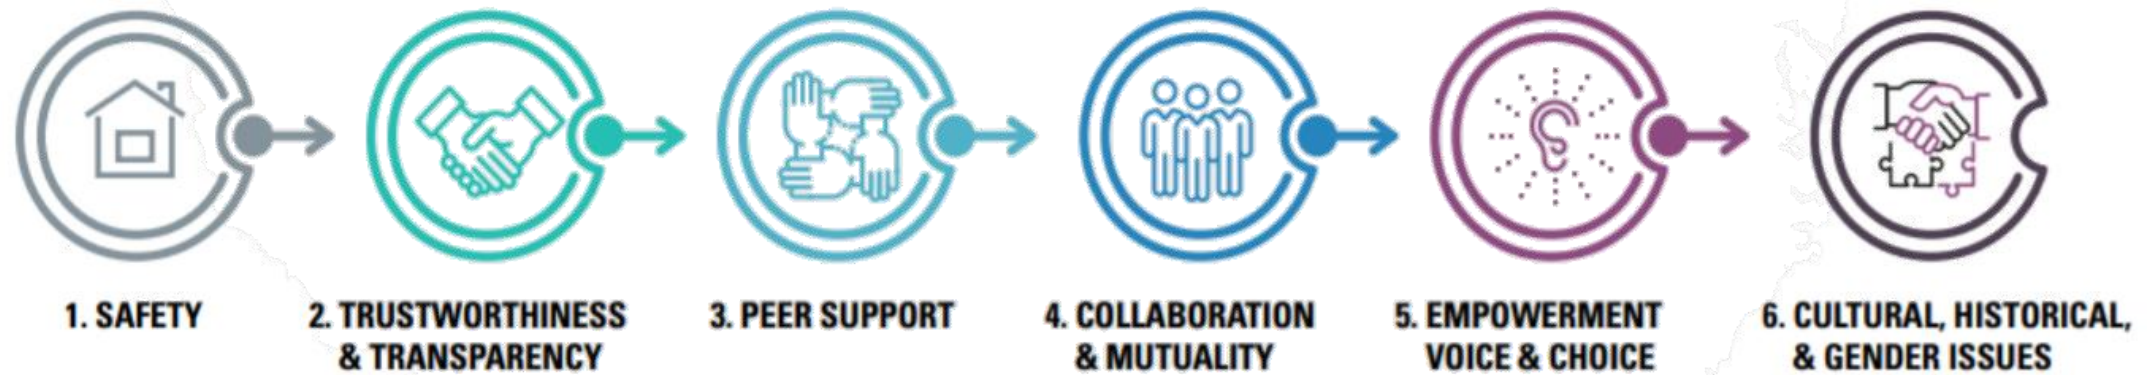 1. SAFETY
2. TRUSTWORTHINESS
& TRANSPARENCY
3. PEER SUPPORT
4. COLLABORATION
& MUTUALITY
5. EMPOWERMENT
VOICE & CHOICE
6. CULTURAL, HISTORICAL,
& GENDER ISSUES